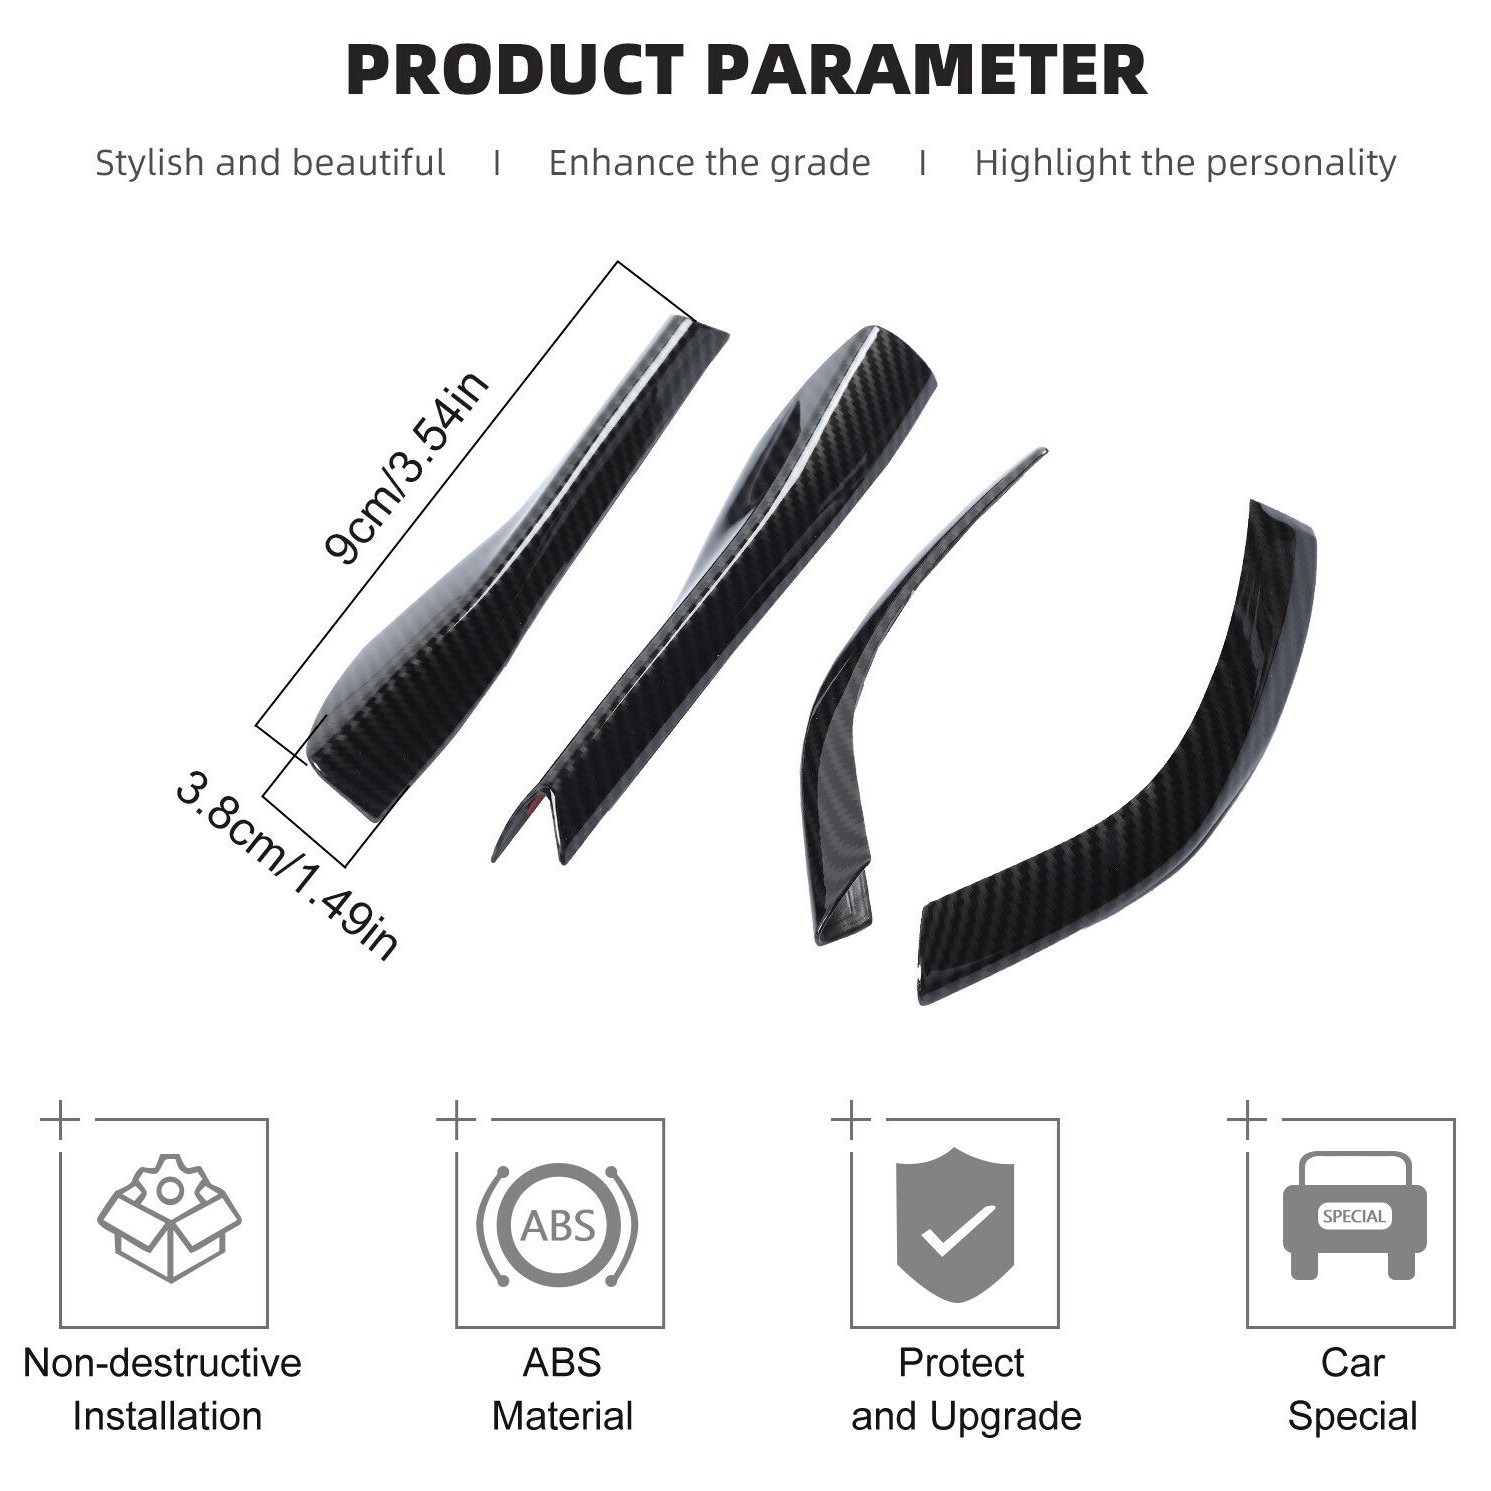 PRODUCT PARAMETER
Stylish and beautiful | Enhance the grade | Highlight the personality
9cm/3.54in
3.8cm/1.49in
ABS
SPECIAL
Non-destructive
Installation
ABS
Material
Protect
and Upgrade
Car
Special